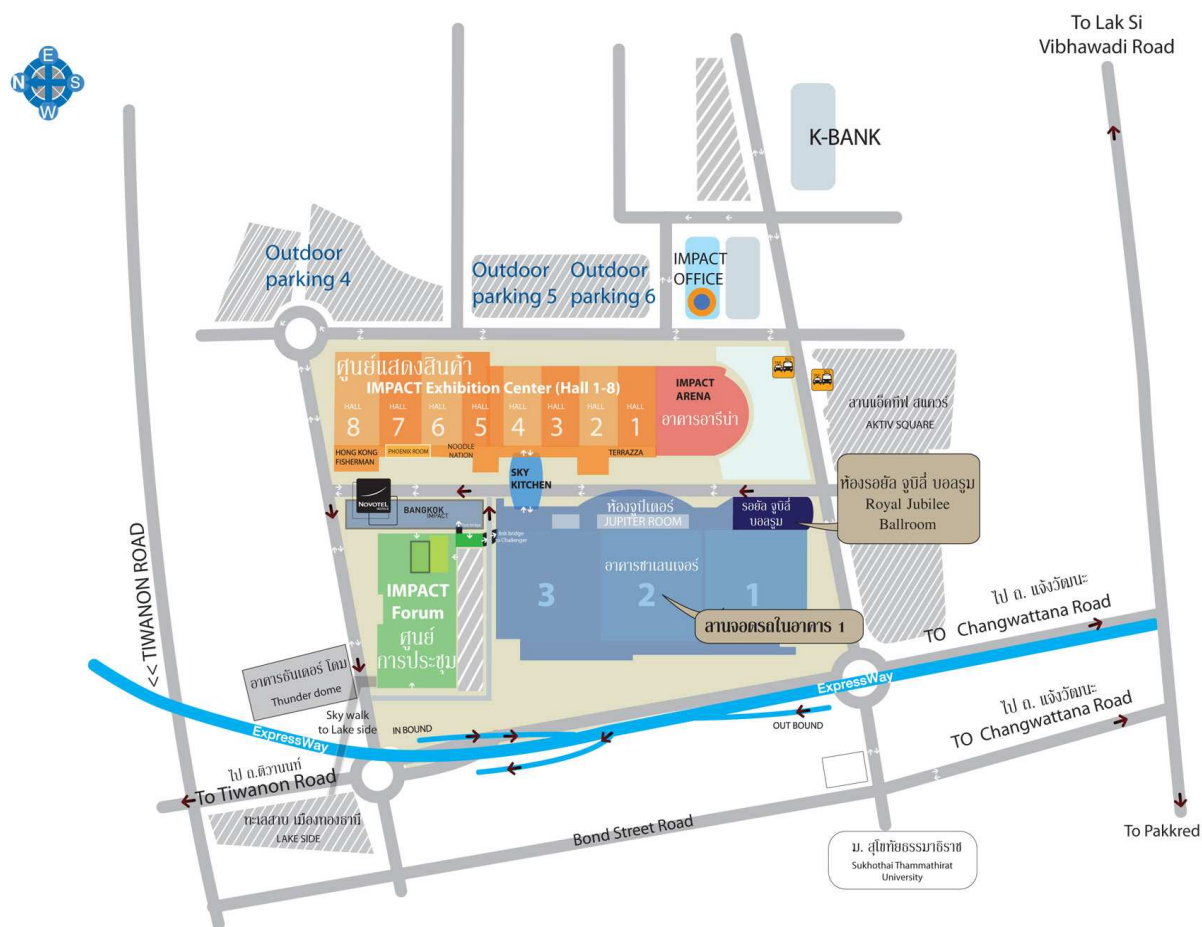 To Lak Si
Vibhawadi Road
E
N
S
W
K-BANK
Outdoor
parking 4
Outdoor
parking 5
Outdoor
parking 6
IMPACT
OFFICE
ศูนย์แสดงสินค้า
IMPACT Exhibition Center (Hall 1-8)
HALL
8
HALL
7
HALL
6
HALL
5
HALL
4
HALL
3
HALL
2
HALL
1
IMPACT
ARENA
อาคารอารีน่า
HONG KONG
FISHERMAN
PHOENIX ROOM
NOODLE
NATION
TERRAZZA
SKY
KITCHEN
ลานแอ็คทีฟ สแควร์
AKTIV SQUARE
ห้องรอยัล จูบิลี่ บอลรูม
Royal Jubilee
Ballroom
NOVOTEL
BANGKOK
IMPACT
ห้องจูปิเตอร์
JUPITER ROOM
รอยัล จูบิลี่
บอลรูม
link bridge
to Challenger
อาคารชาเลนเจอร์
3
2
1
IMPACT
Forum
ศูนย์
การประชุม
ลานจอดรถในอาคาร 1
<< TIWANON ROAD
อาคารธันเดอร์ โดม
Thunder dome
Sky walk
to Lake side
ExpressWay
IN BOUND
OUT BOUND
ExpressWay
ไป ถ. แจ้งวัฒนะ
TO Changwattana Road
ไป ถ. แจ้งวัฒนะ
TO Changwattana Road
ไป ถ.ติวานนท์
To Tiwanon Road
ทะเลสาบ เมืองทองธานี
LAKE SIDE
Bond Street Road
To Pakkred
ม. สุโขทัยธรรมาธิราช
Sukhothai Thammathirat
University